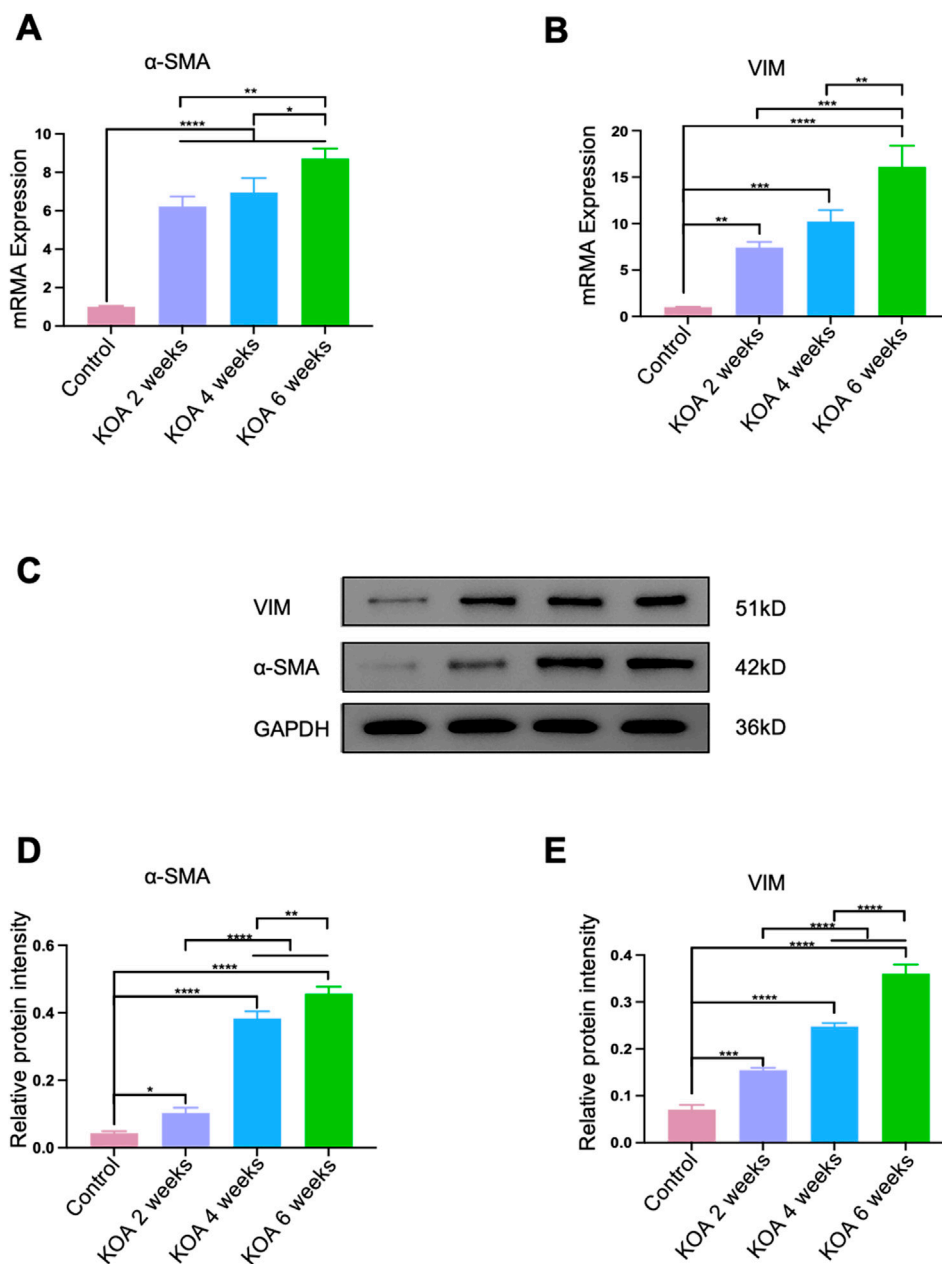 A
α-SMA
**
*
****
10
8
6
4
2
0
mRMA Expression
Control
KOA 2 weeks
KOA 4 weeks
KOA 6 weeks
B
VIM
**
***
****
***
**
20
15
10
5
0
mRMA Expression
Control
KOA 2 weeks
KOA 4 weeks
KOA 6 weeks
C
VIM
51kD
α-SMA
42kD
GAPDH
36kD
D
α-SMA
**
****
****
****
*
0.6
0.4
0.2
0.0
Relative protein intensity
Control
KOA 2 weeks
KOA 4 weeks
KOA 6 weeks
E
VIM
****
****
****
****
***
0.4
0.3
0.2
0.1
0.0
Relative protein intensity
Control
KOA 2 weeks
KOA 4 weeks
KOA 6 weeks